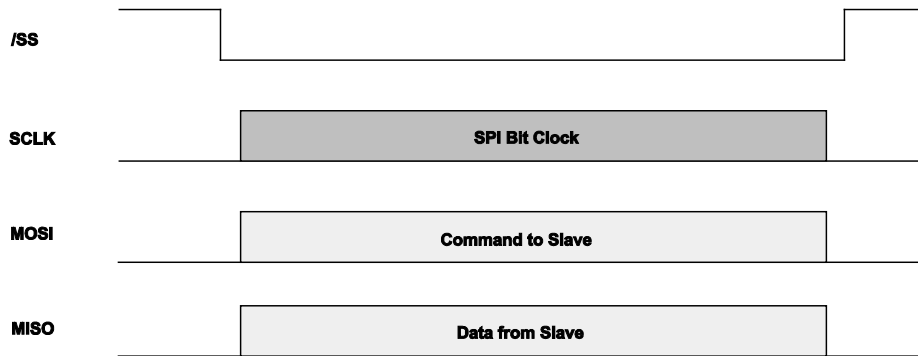 /SS
SCLK
SPI Bit Clock
MOSI
Command to Slave
MISO
Data from Slave